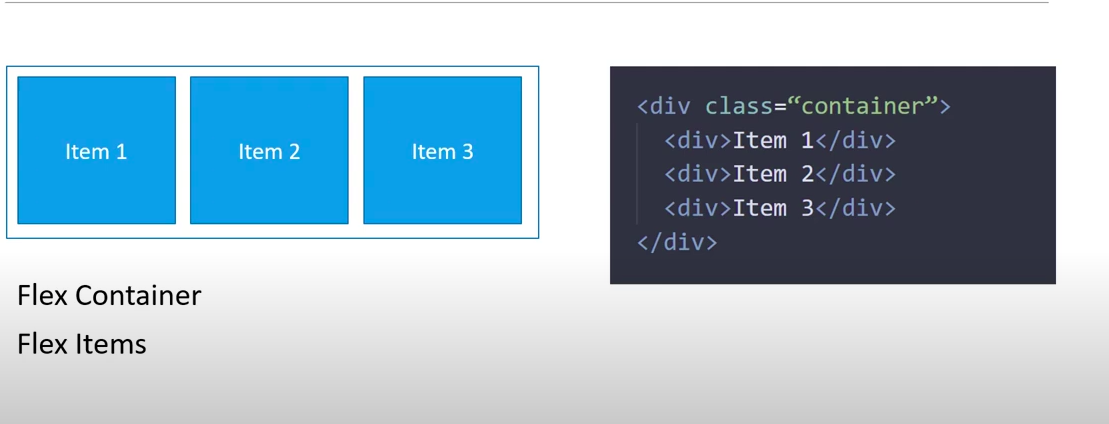 Item 1
Item 2
Item 3
Flex Container
Flex Items
<div class=“container”>
<div>Item 1</div>
<div>Item 2</div>
<div>Item 3</div>
</div>